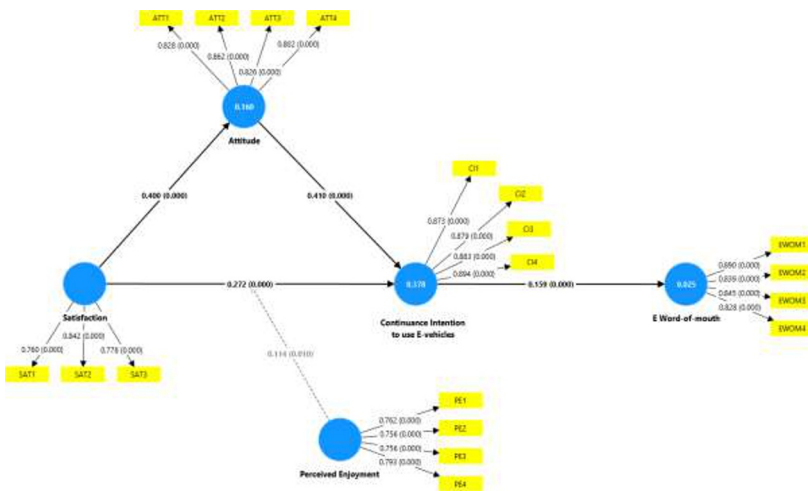 ATT1
ATT2
ATT3
ATT4
0.828 (0.000)
0.862 (0.000)
0.826 (0.000)
0.802 (0.000)
0.160
Attitude
0.400 (0.000)
0.410 (0.000)
CI1
CI2
CI3
CI4
0.873 (0.000)
0.879 (0.000)
0.883 (0.000)
0.894 (0.000)
0.378
Continuance Intention
to use E-vehicles
0.272 (0.000)
0.159 (0.000)
EWOM1
EWOM2
EWOM3
EWOM4
0.890 (0.000)
0.839 (0.000)
0.845 (0.000)
0.828 (0.000)
0.025
E Word-of-mouth
Satisfaction
0.760 (0.000)
0.842 (0.000)
0.778 (0.000)
SAT1
SAT2
SAT3
PE1
PE2
PE3
PE4
0.762 (0.000)
0.756 (0.000)
0.756 (0.000)
0.793 (0.000)
Perceived Enjoyment